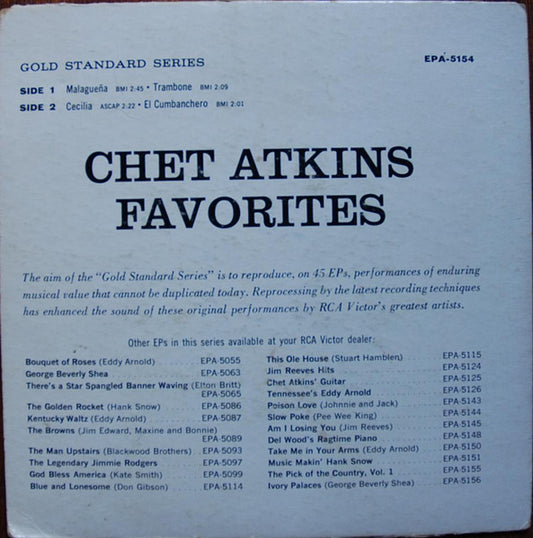 GOLD STANDARD SERIES
EPA-5154
SIDE 1 Malagueña BMI 2:45 • Trambone BMI 2:09
SIDE 2 Cecilia ASCAP 2:22 • El Cumbanchero BMI 2:01
CHET ATKINS
FAVORITES
The aim of the "Gold Standard Series" is to reproduce, on 45 EPs, performances of enduring
musical value that cannot be duplicated today. Reprocessing by the latest recording techniques
has enhanced the sound of these original performances by RCA Victor's greatest artists.
Other EPs in this series available at your RCA Victor dealer:
Bouquet of Roses (Eddy Arnold) . . . . . . . EPA-5055
George Beverly Shea . . . . . . . EPA-5063
There's a Star Spangled Banner Waving (Elton Britt)
EPA-5065
The Golden Rocket (Hank Snow) . . . . . . . EPA-5086
Kentucky Waltz (Eddy Arnold) . . . . . . . EPA-5087
The Browns (Jim Edward, Maxine and Bonnie)
EPA-5089
The Man Upstairs (Blackwood Brothers) . . EPA-5093
The Legendary Jimmie Rodgers . . . . . . . EPA-5097
God Bless America (Kate Smith) . . . . . . . EPA-5099
Blue and Lonesome (Don Gibson) . . . . . . . EPA-5114
This Ole House (Stuart Hamblen) . . . . . . . EPA-5115
Jim Reeves Hits . . . . . . . EPA-5124
Chet Atkins' Guitar . . . . . . . EPA-5125
Tennessee's Eddy Arnold . . . . . . . EPA-5126
Poison Love (Johnnie and Jack) . . . . . . . EPA-5143
Slow Poke (Pee Wee King) . . . . . . . EPA-5144
Am I Losing You (Jim Reeves) . . . . . . . EPA-5145
Del Wood's Ragtime Piano . . . . . . . EPA-5148
Take Me in Your Arms (Eddy Arnold) . . . . EPA-5150
Music Makin' Hank Snow . . . . . . . EPA-5151
The Pick of the Country, Vol. 1 . . . . . . . EPA-5155
Ivory Palaces (George Beverly Shea) . . . . EPA-5156